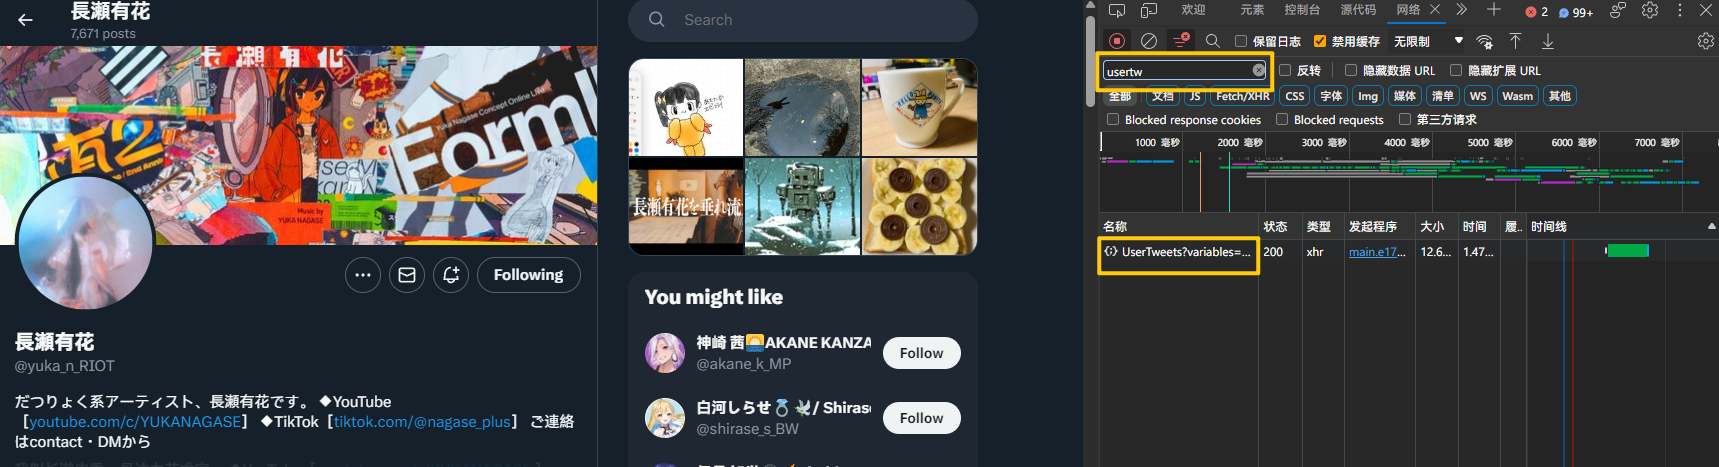 長瀬有花
7,671 posts
長瀬有花
Yuka Nagase Concept Online Live
Form
Music by
YUKA NAGASE
Following
長瀬有花
@yuka_n_RIOT
だつりょく系アーティスト、長瀬有花です。 ◆YouTube
［youtube.com/c/YUKANAGASE］ ◆TikTok［tiktok.com/@nagase_plus］ ご連絡
はcontact・DMから
Search
長瀬有花を垂れ流
You might like
神崎 茜🌅AKANE KANZA
@akane_k_MP
Follow
白河しらせ💍🕊/ Shirase
@shirase_s_BW
Follow
欢迎 元素 控制台 源代码 网络 2 99+
保留日志 禁用缓存 无限制
usertw 反转 隐藏数据 URL 隐藏扩展 URL
全部 文档 JS Fetch/XHR CSS 字体 Img 媒体 清单 WS Wasm 其他
Blocked response cookies Blocked requests 第三方请求
1000 毫秒 2000 毫秒 3000 毫秒 4000 毫秒 5000 毫秒 6000 毫秒 7000 毫秒
名称 状态 类型 发起程序 大小 时间 履.. 时间线
UserTweets?variables=... 200 xhr main.e17... 12.6... 1.47...